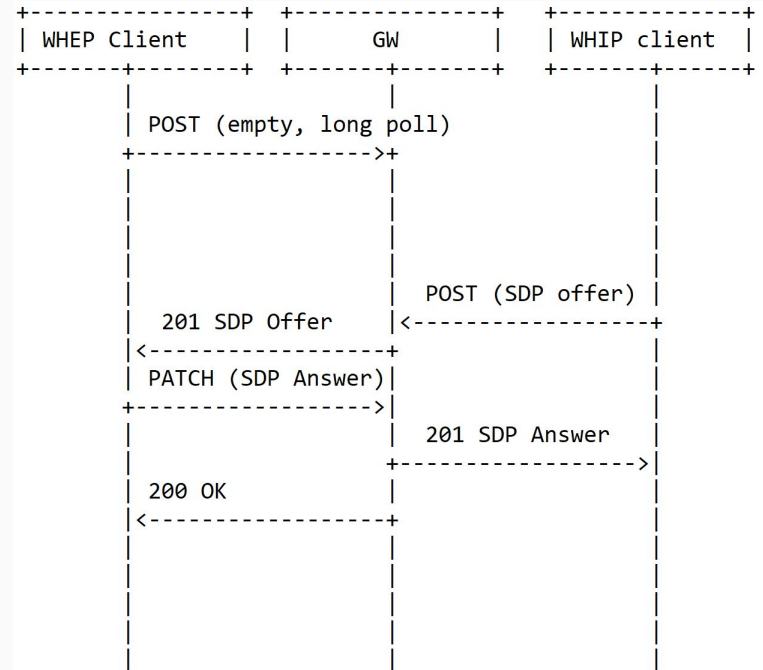 WHEP Client GW WHIP client
POST (empty, long poll)
POST (SDP offer)
201 SDP Offer
PATCH (SDP Answer)
201 SDP Answer
200 OK